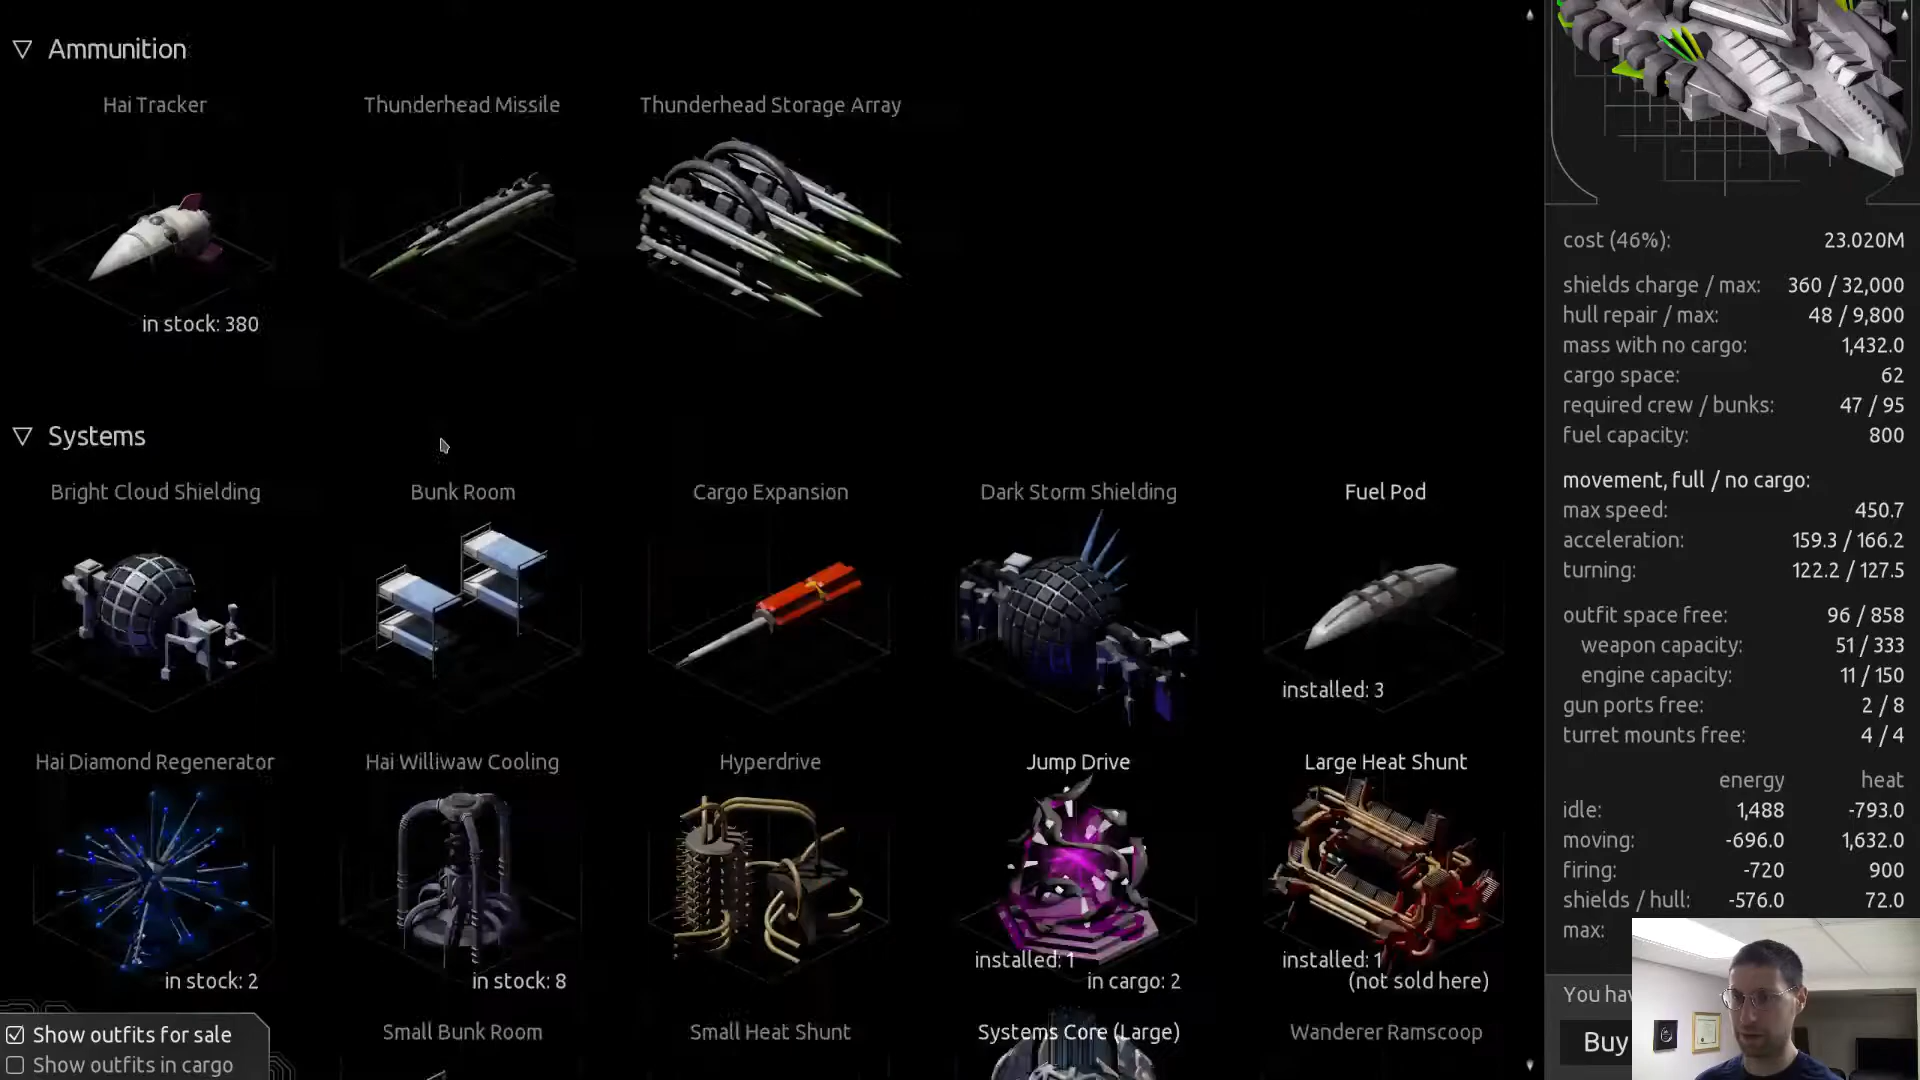 Ammunition
Hai Tracker
Thunderhead Missile
Thunderhead Storage Array
in stock: 380
Systems
Bright Cloud Shielding
Bunk Room
Cargo Expansion
Dark Storm Shielding
Fuel Pod
installed: 3
Hai Diamond Regenerator
Hai Williwaw Cooling
Hyperdrive
Jump Drive
Large Heat Shunt
in stock: 2
in stock: 8
installed: 1
in cargo: 2
installed: 1
(not sold here)
Small Bunk Room
Small Heat Shunt
Systems Core (Large)
Wanderer Ramscoop
Show outfits for sale
Show outfits in cargo
cost (46%): 23.020M
shields charge / max: 360 / 32,000
hull repair / max: 48 / 9,800
mass with no cargo: 1,432.0
cargo space: 62
required crew / bunks: 47 / 95
fuel capacity: 800
movement, full / no cargo:
max speed: 450.7
acceleration: 159.3 / 166.2
turning: 122.2 / 127.5
outfit space free: 96 / 858
weapon capacity: 51 / 333
engine capacity: 11 / 150
gun ports free: 2 / 8
turret mounts free: 4 / 4
energy heat
idle: 1,488 -793.0
moving: -696.0 1,632.0
firing: -720 900
shields / hull: -576.0 72.0
max:
You hav
Buy